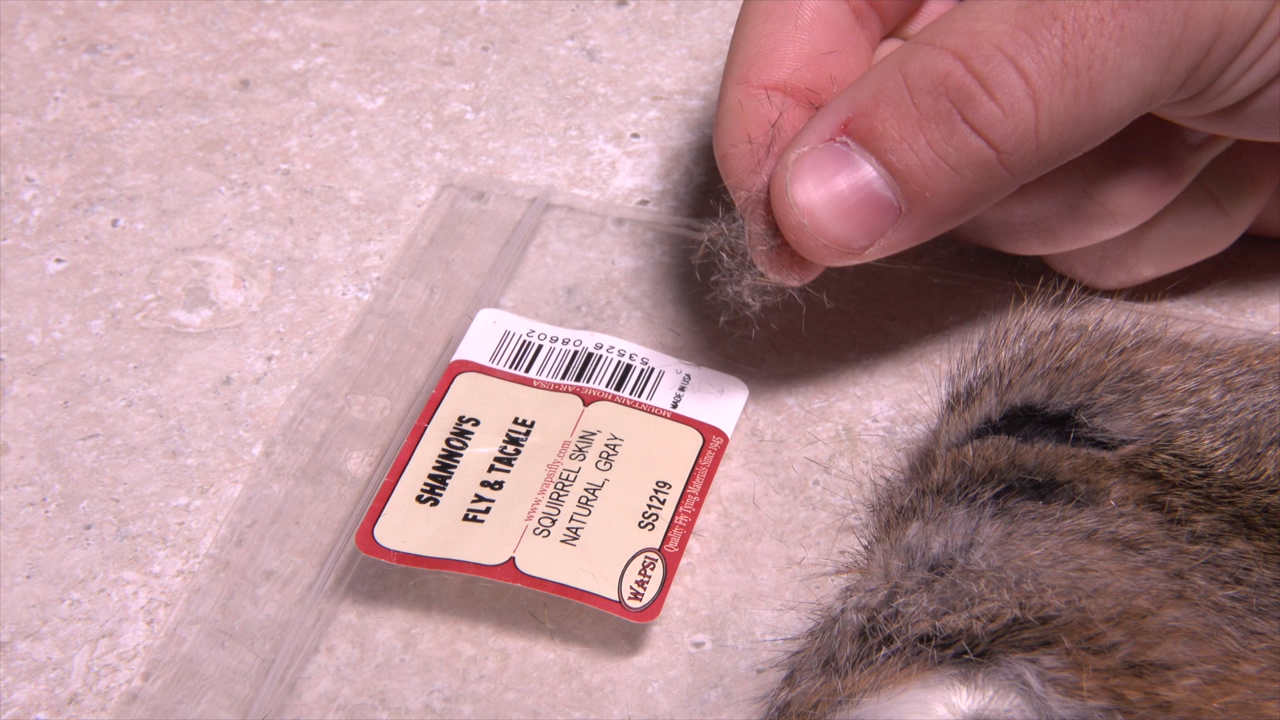 SHANNON'S
FLY & TACKLE
www.wapsifly.com
SQUIRREL SKIN,
NATURAL, GRAY
SS1219
WAPSI
Quality Fly Tying Materials Since 1945
MOUNTAIN HOME • AR • USA
53526 08602
MADE IN USA